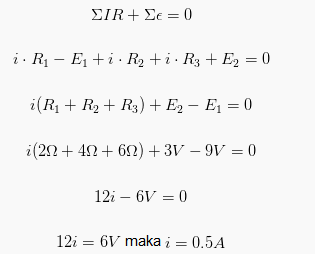 ΣIR + Σϵ = 0
i · R₁ − E₁ + i · R₂ + i · R₃ + E₂ = 0
i(R₁ + R₂ + R₃) + E₂ − E₁ = 0
i(2Ω + 4Ω + 6Ω) + 3V − 9V = 0
12i − 6V = 0
12i = 6V maka i = 0.5A